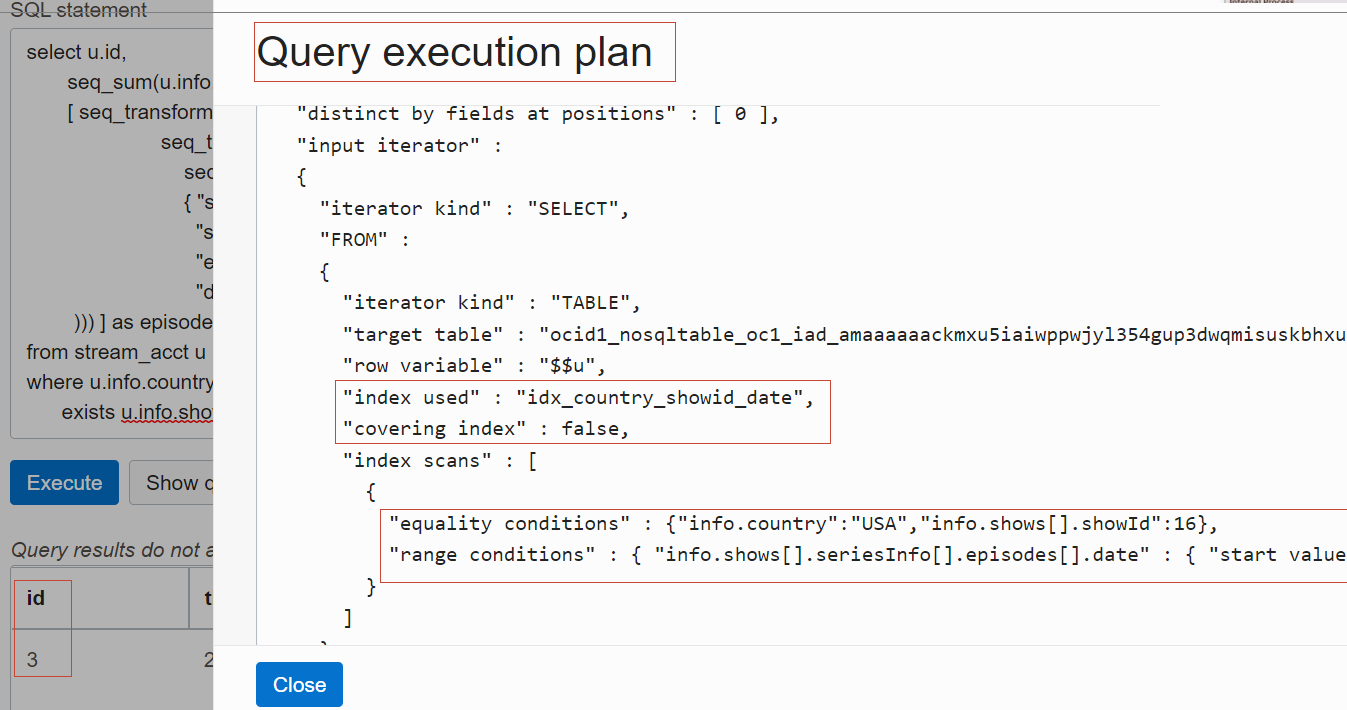 Internal Process
SQL statement
select u.id,
seq_sum(u.info
[ seq_transform
seq_t
sec
{ "s
"s
"e
"d
))) ] as episode
from stream_acct u
where u.info.country
exists u.info.sho
Execute
Show q
Query results do not a
id
t
3
2
Query execution plan
"distinct by fields at positions" : [ 0 ],
"input iterator" :
{
"iterator kind" : "SELECT",
"FROM" :
{
"iterator kind" : "TABLE",
"target table" : "ocid1_nosqltable_oc1_iad_amaaaaaackmxu5iaiwppwjyl354gup3dwqmisuskbhxu
"row variable" : "$$u",
"index used" : "idx_country_showid_date",
"covering index" : false,
"index scans" : [
{
"equality conditions" : {"info.country":"USA","info.shows[].showId":16},
"range conditions" : { "info.shows[].seriesInfo[].episodes[].date" : { "start value
}
]
Close